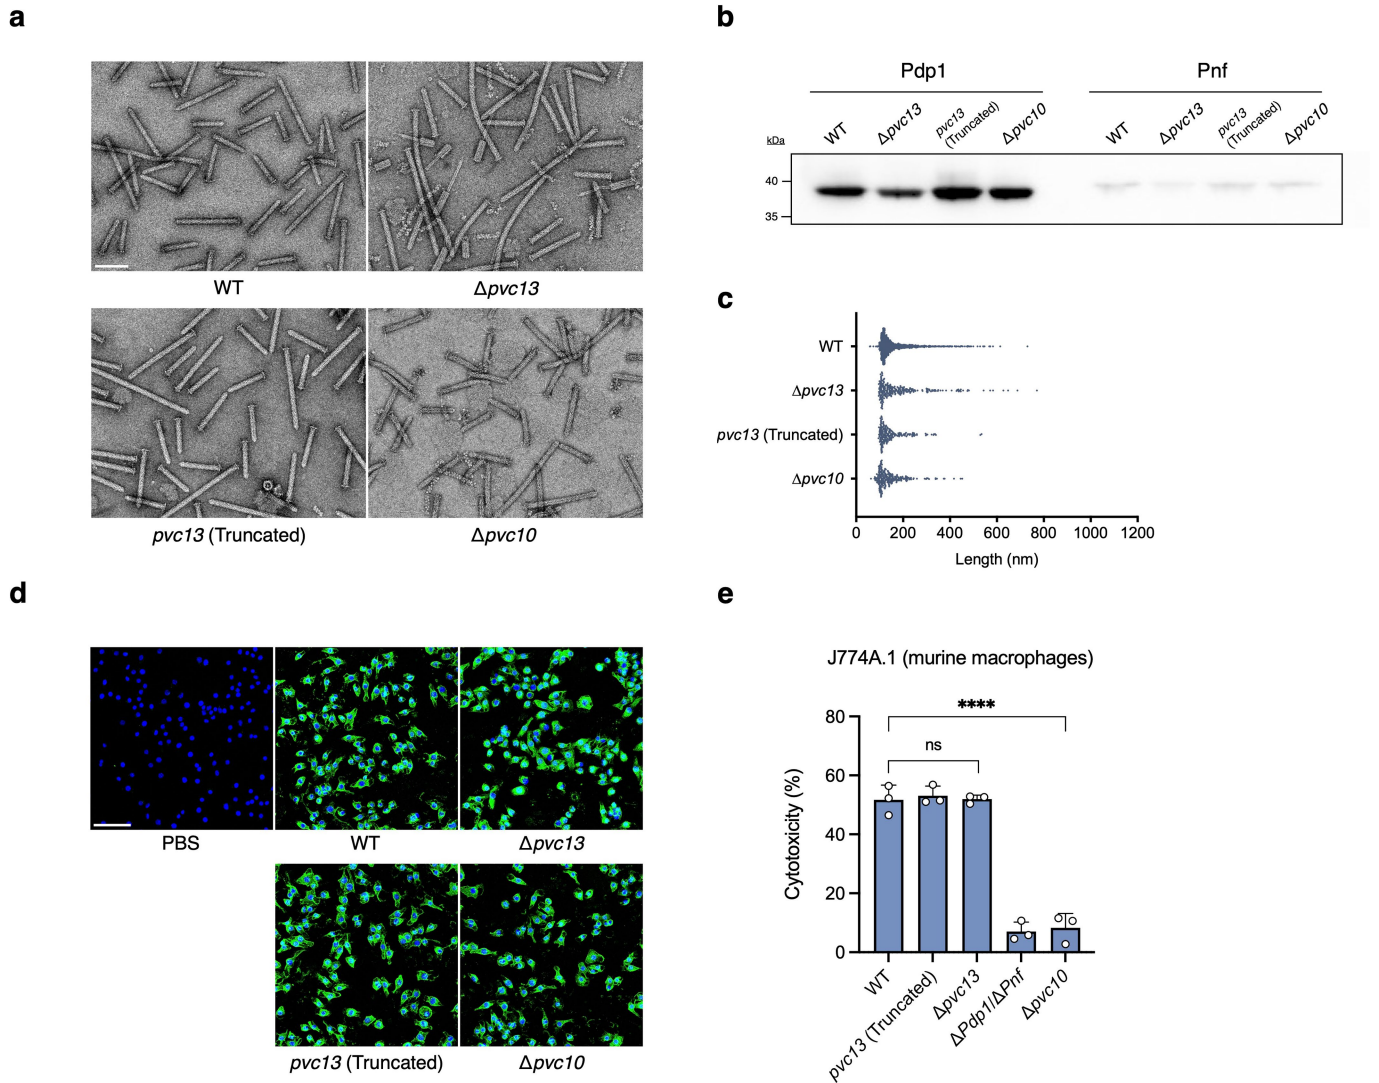 a
WT
Δpvc13
pvc13 (Truncated)
Δpvc10
b
Pdp1
Pnf
WT
Δpvc13
pvc13
(Truncated)
Δpvc10
WT
Δpvc13
pvc13
(Truncated)
Δpvc10
kDa
40
35
c
WT
Δpvc13
pvc13 (Truncated)
Δpvc10
0 200 400 600 800 1000 1200
Length (nm)
d
PBS
WT
Δpvc13
pvc13 (Truncated)
Δpvc10
e
J774A.1 (murine macrophages)
****
ns
80
60
40
20
0
Cytotoxicity (%)
WT
pvc13 (Truncated)
Δpvc13
ΔPdp1/ΔPnf
Δpvc10